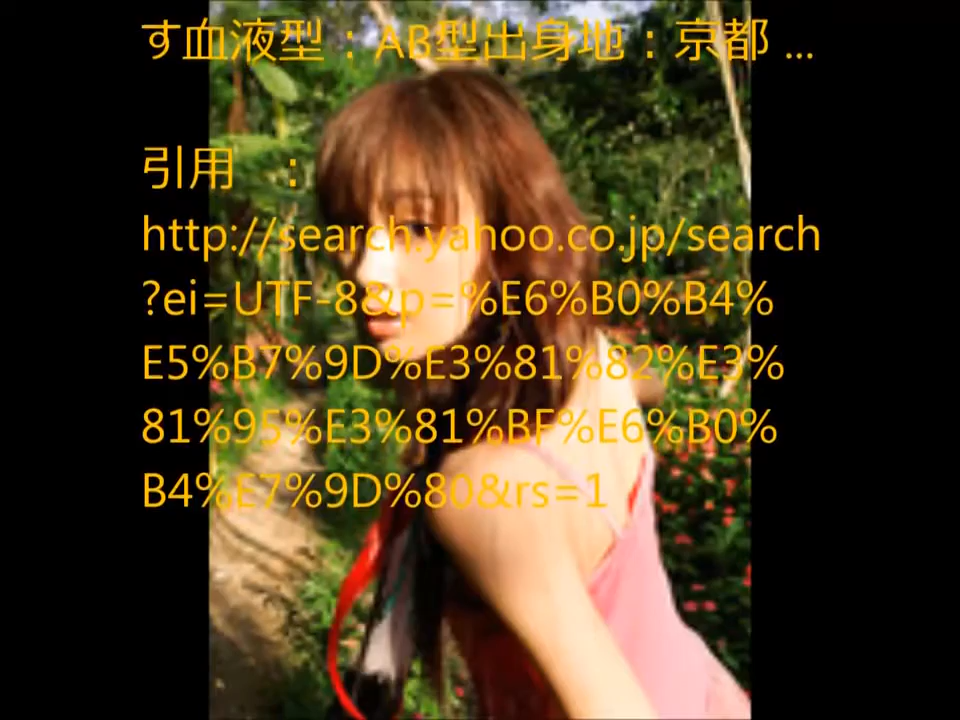 す血液型：AB型出身地：京都 ...
引用　：
http://search.yahoo.co.jp/search
?ei=UTF-8&p=%E6%B0%B4%
E5%B7%9D%E3%81%82%E3%
81%95%E3%81%BF%E6%B0%
B4%E7%9D%80&rs=1